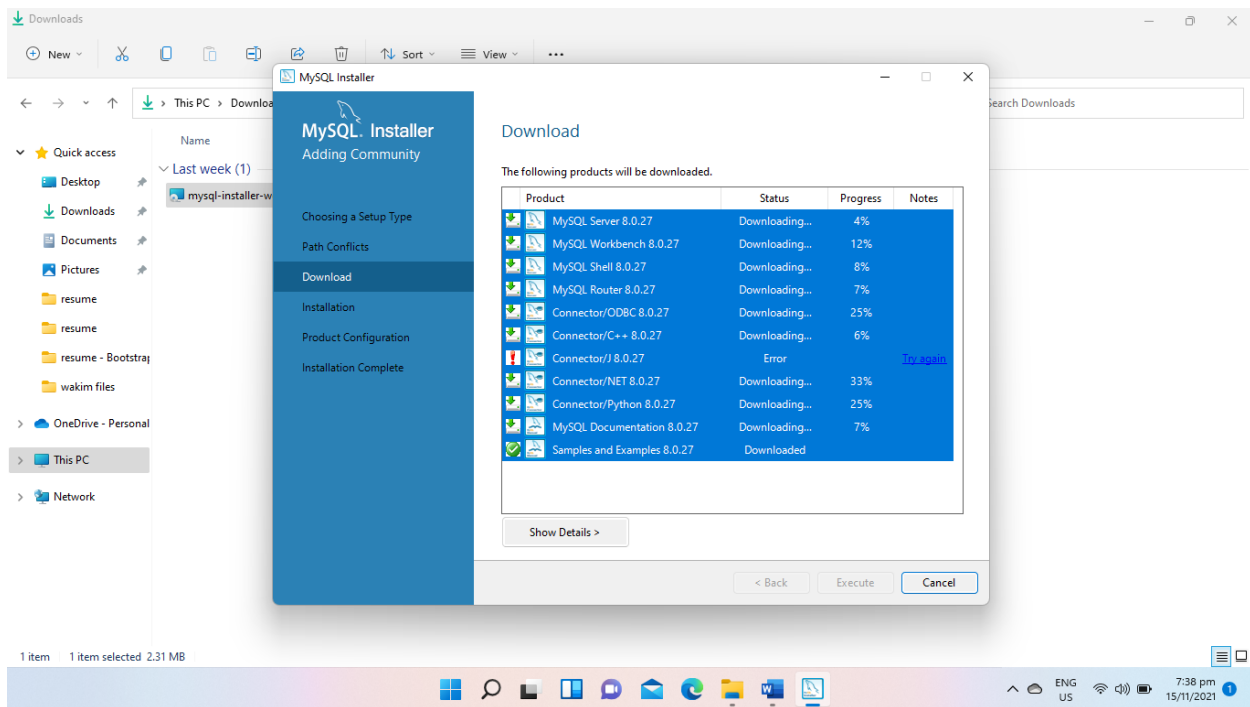 Downloads
New
Sort
View
MySQL Installer
This PC > Downloa
Search Downloads
MySQL. Installer
Adding Community
Choosing a Setup Type
Path Conflicts
Download
Installation
Product Configuration
Installation Complete
Quick access
Desktop
Downloads
Documents
Pictures
resume
resume
resume - Bootstrap
wakim files
OneDrive - Personal
This PC
Network
Name
Last week (1)
mysql-installer-w
Download
The following products will be downloaded.
Product Status Progress Notes
MySQL Server 8.0.27 Downloading... 4%
MySQL Workbench 8.0.27 Downloading... 12%
MySQL Shell 8.0.27 Downloading... 8%
MySQL Router 8.0.27 Downloading... 7%
Connector/ODBC 8.0.27 Downloading... 25%
Connector/C++ 8.0.27 Downloading... 6%
Connector/J 8.0.27 Error Try again
Connector/NET 8.0.27 Downloading... 33%
Connector/Python 8.0.27 Downloading... 25%
MySQL Documentation 8.0.27 Downloading... 7%
Samples and Examples 8.0.27 Downloaded
Show Details >
< Back Execute Cancel
1 item 1 item selected 2.31 MB
ENG
US
7:38 pm
15/11/2021
1